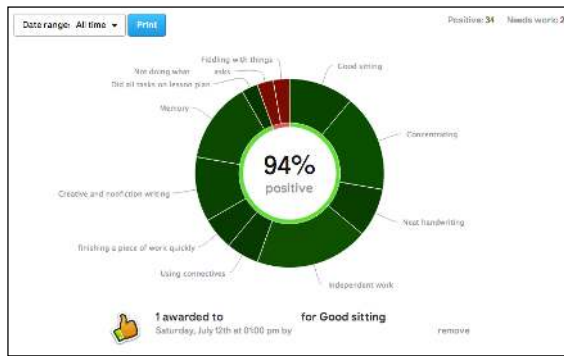 Date range: All time Print
Positive: 34 Needs work: 2
Fiddling with things
Good sitting
Not doing what
asks
Did all tasks on lesson plan
Memory
Concentrating
Creative and nonfiction writing
Neat handwriting
finishing a piece of work quickly
Using connectives
Independent work
94%
positive
1 awarded to for Good sitting
Saturday, July 12th at 01:00 pm by remove